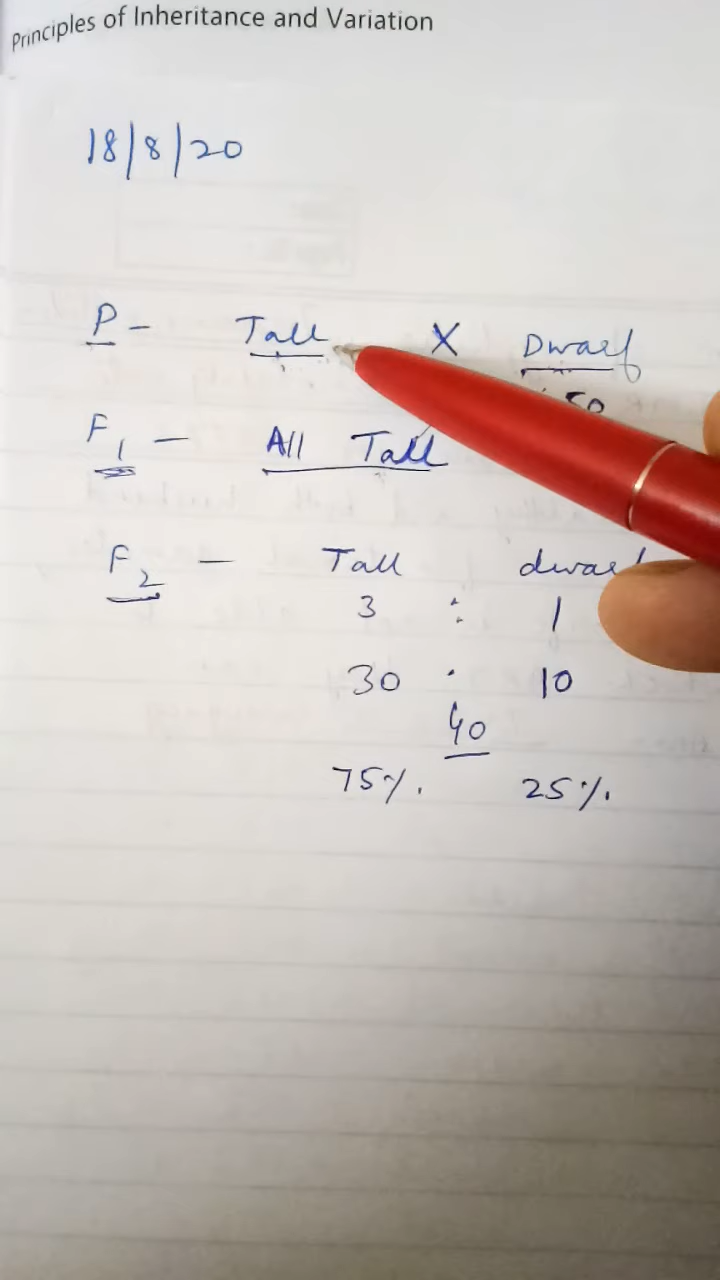 Principles of Inheritance and Variation
18/8/20
P - Tall X Dwarf
50
F1 - All Tall
F2 - Tall dwarf
3 : 1
30 : 10
40
75% 25%